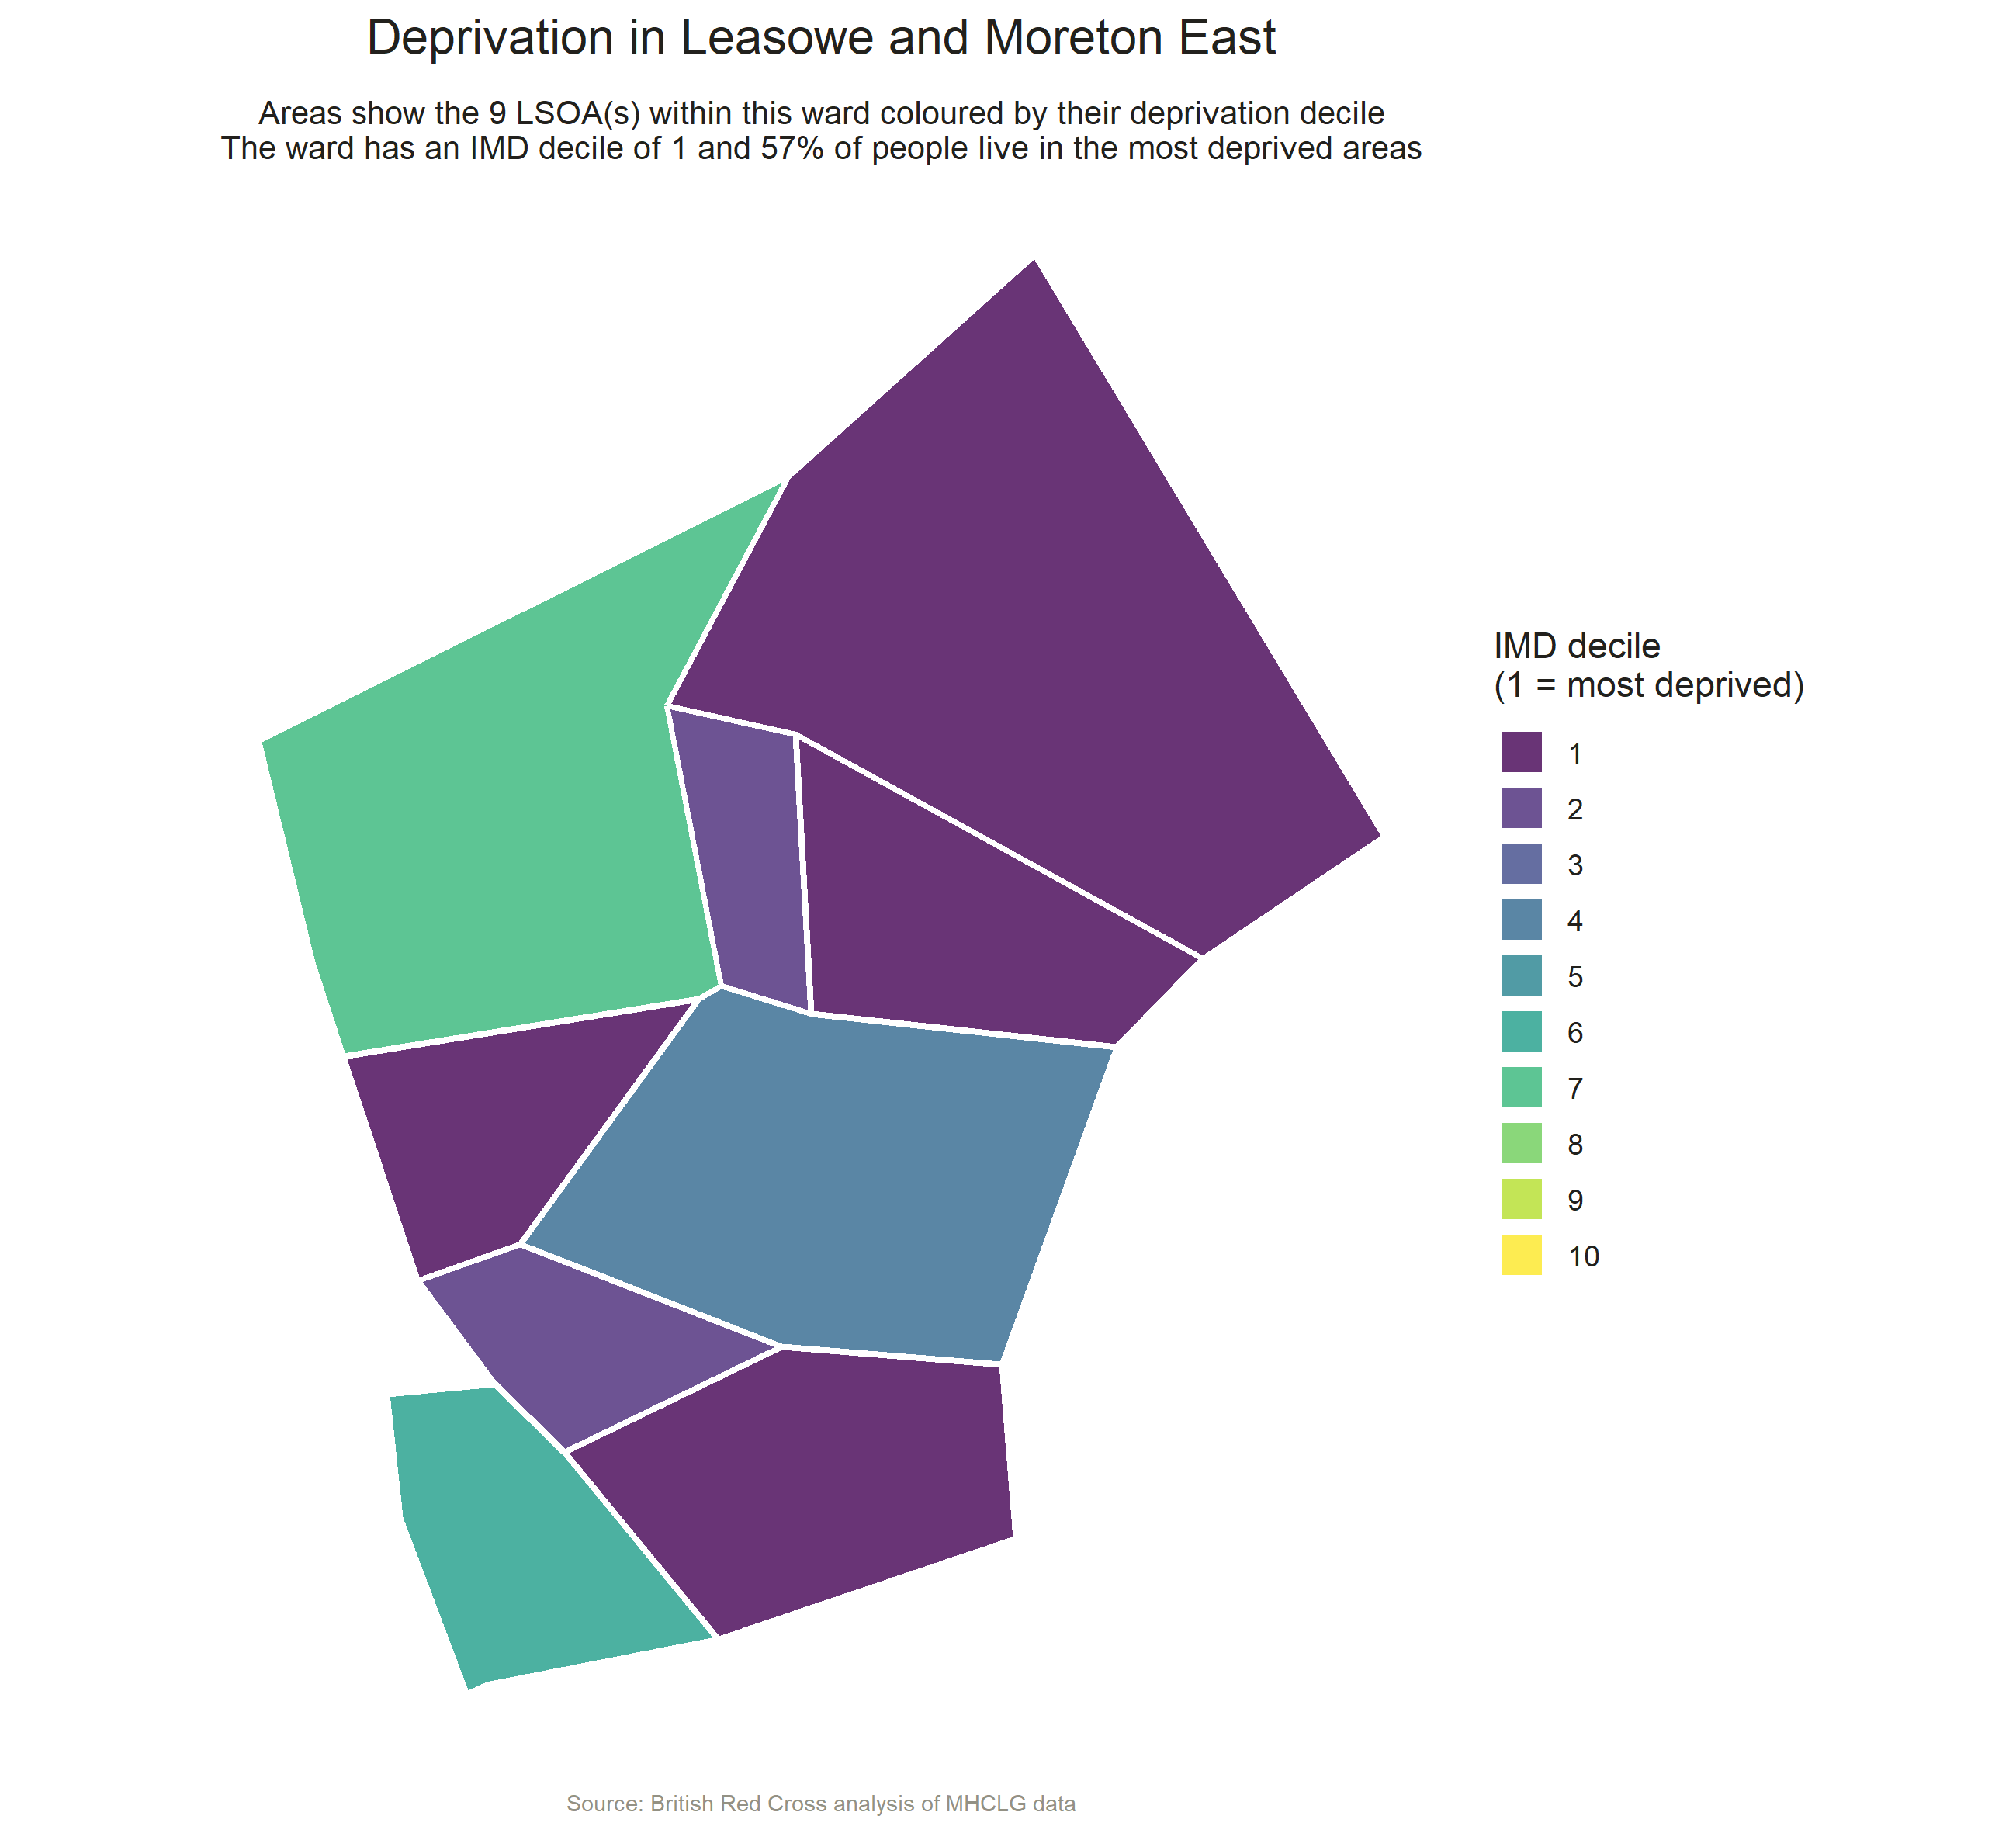 Deprivation in Leasowe and Moreton East
Areas show the 9 LSOA(s) within this ward coloured by their deprivation decile
The ward has an IMD decile of 1 and 57% of people live in the most deprived areas
IMD decile
(1 = most deprived)
1
2
3
4
5
6
7
8
9
10
Source: British Red Cross analysis of MHCLG data